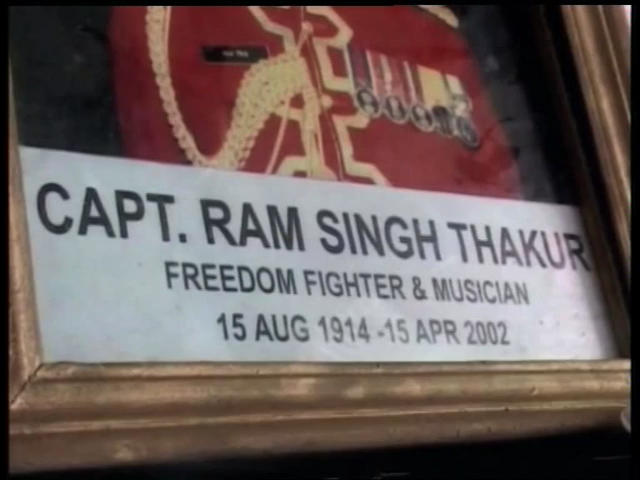 CAPT. RAM SINGH THAKUR
FREEDOM FIGHTER & MUSICIAN
15 AUG 1914 -15 APR 2002